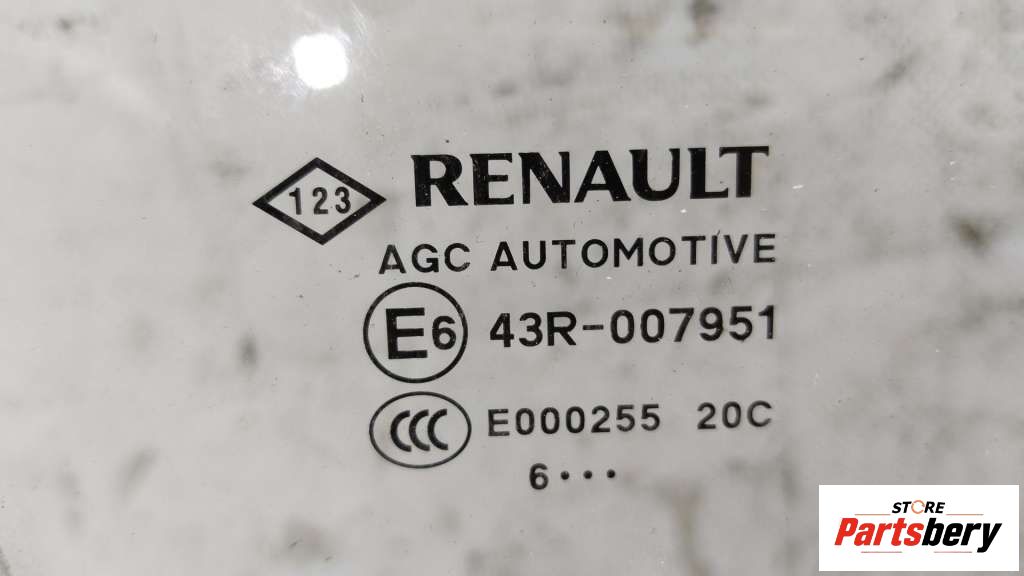 RENAULT
123
AGC AUTOMOTIVE
E6 43R-007951
CCC E000255 20C
6•••
STORE
Partsbery